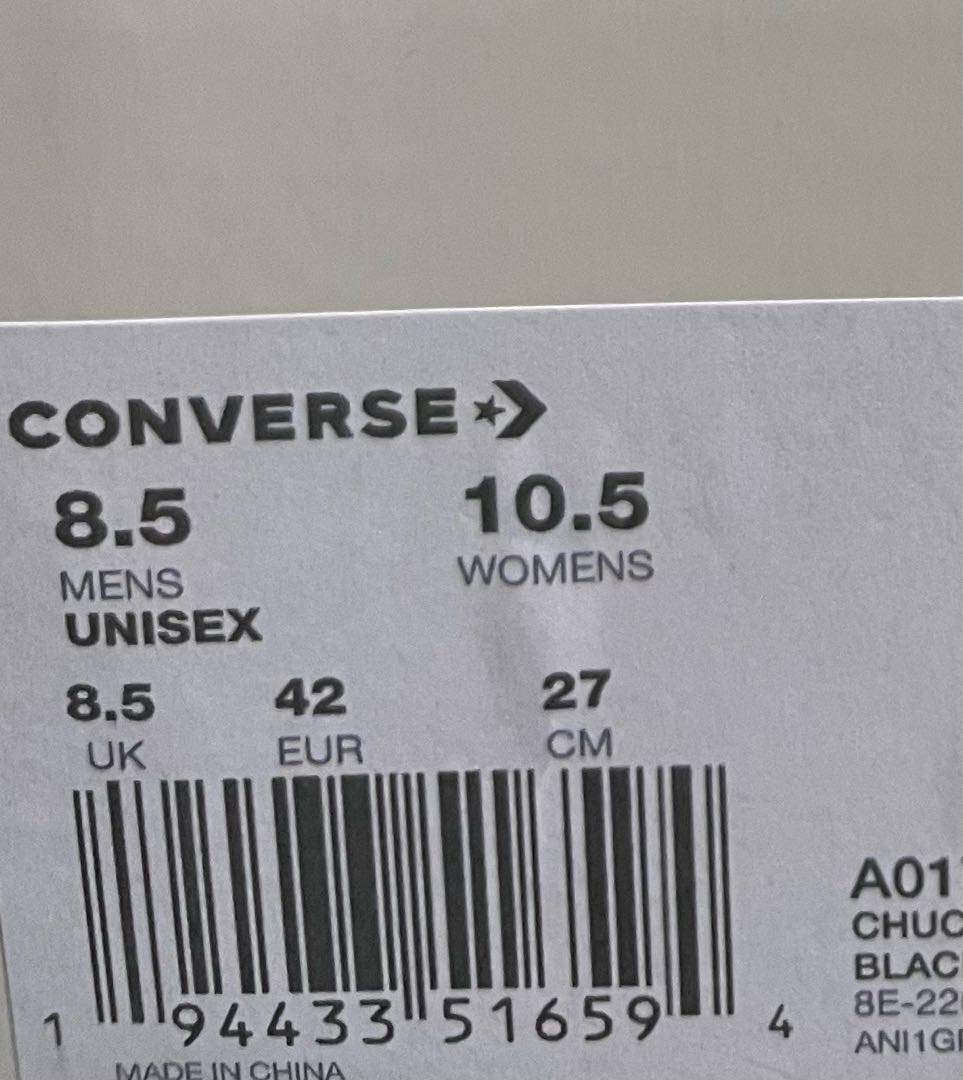 CONVERSE
8.5 10.5
MENS WOMENS
UNISEX
8.5 42 27
UK EUR CM
1 94433 51659 4
A01
CHUC
BLAC
8E-22
ANI1G
MADE IN CHINA